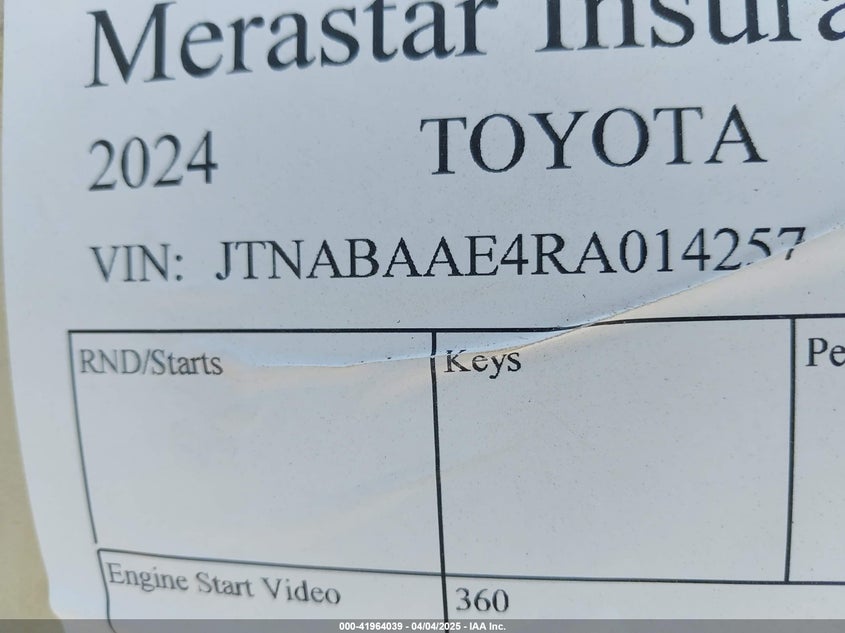 Merastar Insura
2024 TOYOTA
VIN: JTNABAAE4RA014257
RND/Starts Keys Pe
Engine Start Video 360
000-41964039 - 04/04/2025 - IAA Inc.